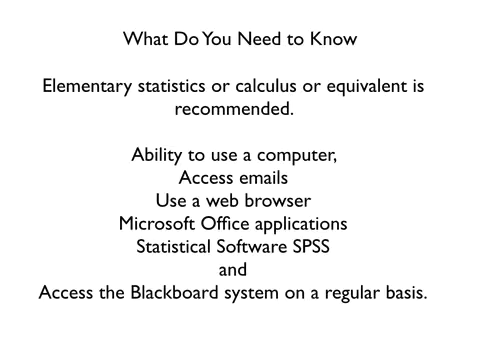 What Do You Need to Know
Elementary statistics or calculus or equivalent is
recommended.
Ability to use a computer,
Access emails
Use a web browser
Microsoft Office applications
Statistical Software SPSS
and
Access the Blackboard system on a regular basis.